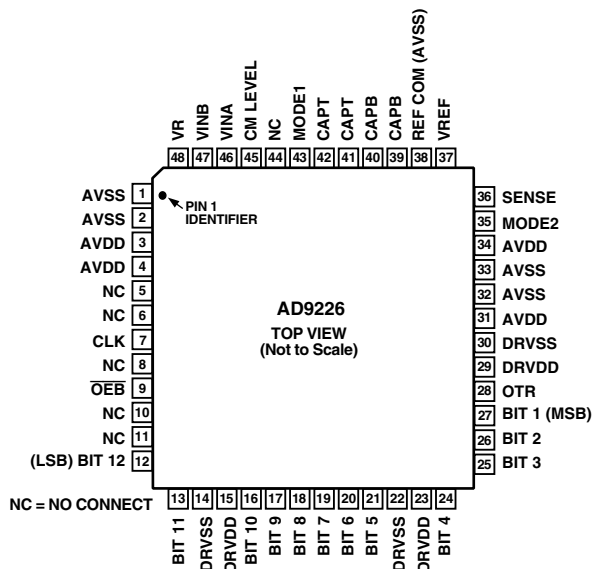 VR
VINB
VINA
CM LEVEL
NC
MODE1
CAPT
CAPT
CAPB
CAPB
REF COM (AVSS)
VREF
48 47 46 45 44 43 42 41 40 39 38 37
AVSS 1
AVSS 2
AVDD 3
AVDD 4
NC 5
NC 6
CLK 7
NC 8
OEB 9
NC 10
NC 11
(LSB) BIT 12 12
PIN 1
IDENTIFIER
AD9226
TOP VIEW
(Not to Scale)
36 SENSE
35 MODE2
34 AVDD
33 AVSS
32 AVSS
31 AVDD
30 DRVSS
29 DRVDD
28 OTR
27 BIT 1 (MSB)
26 BIT 2
25 BIT 3
NC = NO CONNECT
13 14 15 16 17 18 19 20 21 22 23 24
BIT 11
DRVSS
DRVDD
BIT 10
BIT 9
BIT 8
BIT 7
BIT 6
BIT 5
DRVSS
DRVDD
BIT 4